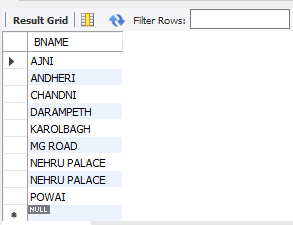 Result Grid Filter Rows:
BNAME
AJNI
ANDHERI
CHANDNI
DARAMPETH
KAROLBAGH
MG ROAD
NEHRU PALACE
NEHRU PALACE
POWAI
NULL